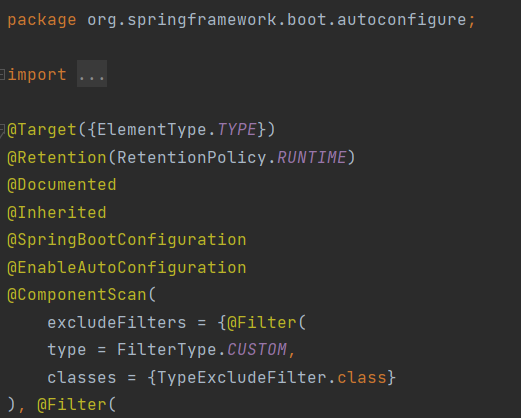 package org.springframework.boot.autoconfigure;
import ...
@Target({ElementType.TYPE})
@Retention(RetentionPolicy.RUNTIME)
@Documented
@Inherited
@SpringBootConfiguration
@EnableAutoConfiguration
@ComponentScan(
    excludeFilters = {@Filter(
    type = FilterType.CUSTOM,
    classes = {TypeExcludeFilter.class}
), @Filter(